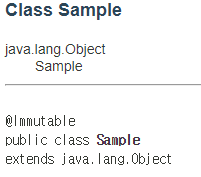 Class Sample
java.lang.Object
Sample
@Immutable
public class Sample
extends java.lang.Object